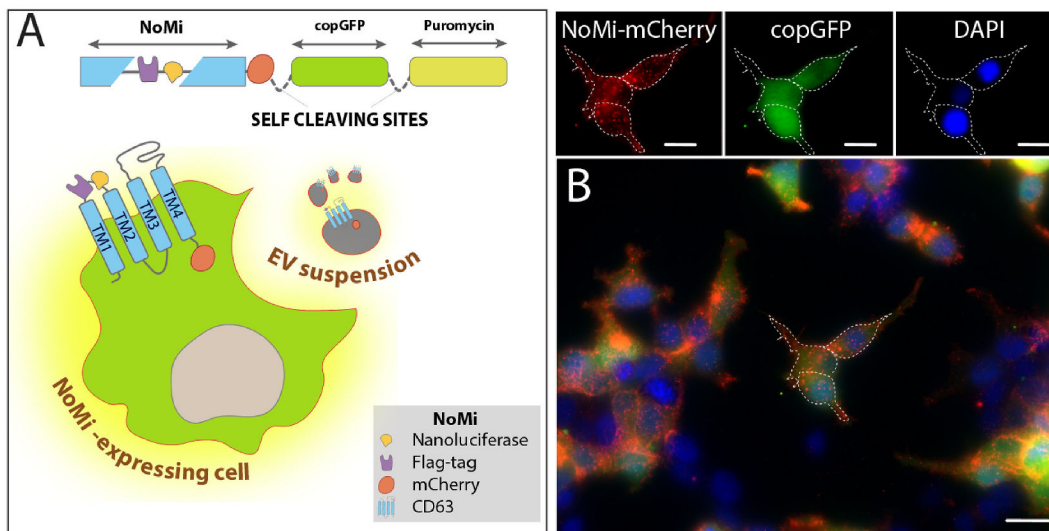 A
NoMi
copGFP
Puromycin
SELF CLEAVING SITES
TM1
TM2
TM3
TM4
EV suspension
NoMi -expressing cell
NoMi
Nanoluciferase
Flag-tag
mCherry
CD63
NoMi-mCherry
copGFP
DAPI
B